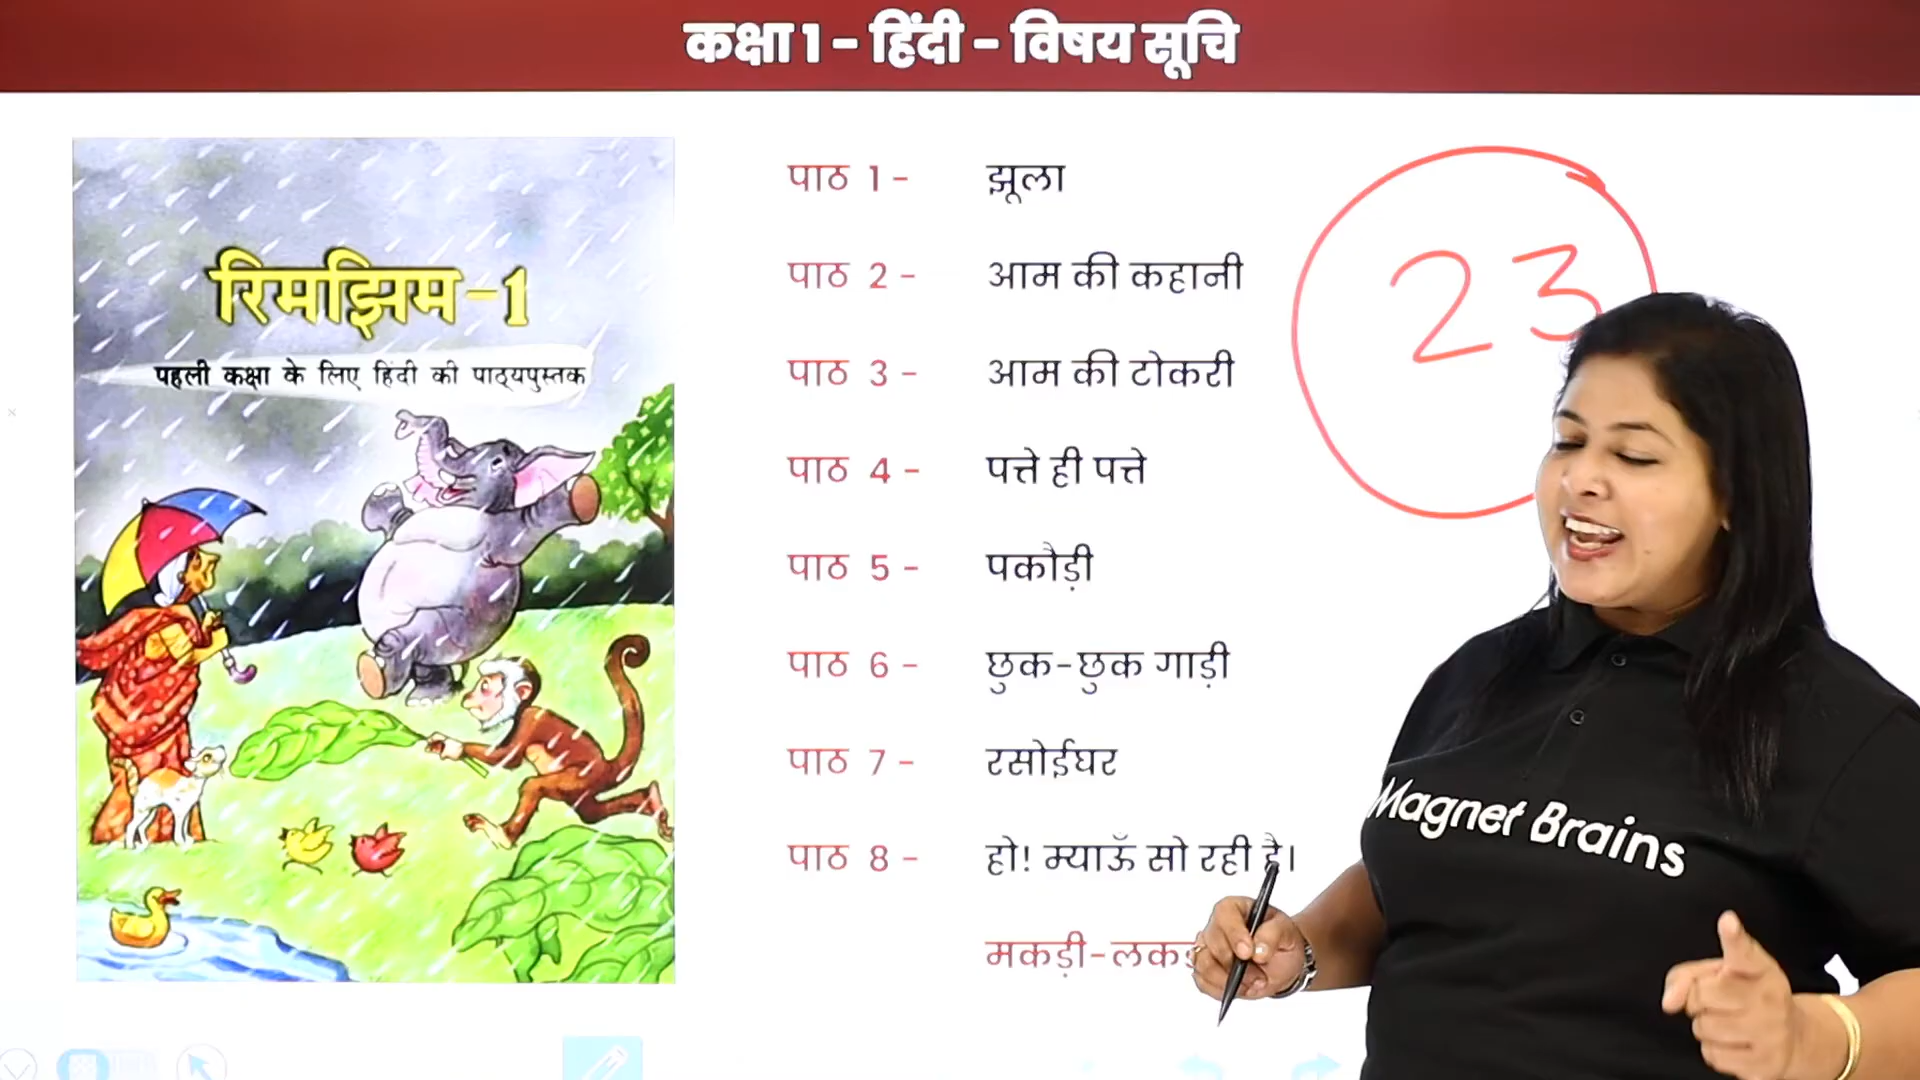 कक्षा 1 - हिंदी - विषय सूचि
रिमझिम-1
पहली कक्षा के लिए हिंदी की पाठ्यपुस्तक
पाठ 1 - झूला
पाठ 2 - आम की कहानी
पाठ 3 - आम की टोकरी
पाठ 4 - पत्ते ही पत्ते
पाठ 5 - पकौड़ी
पाठ 6 - छुक-छुक गाड़ी
पाठ 7 - रसोईघर
पाठ 8 - हो! म्याऊँ सो रही है।
मकड़ी-
23
Magnet Brains